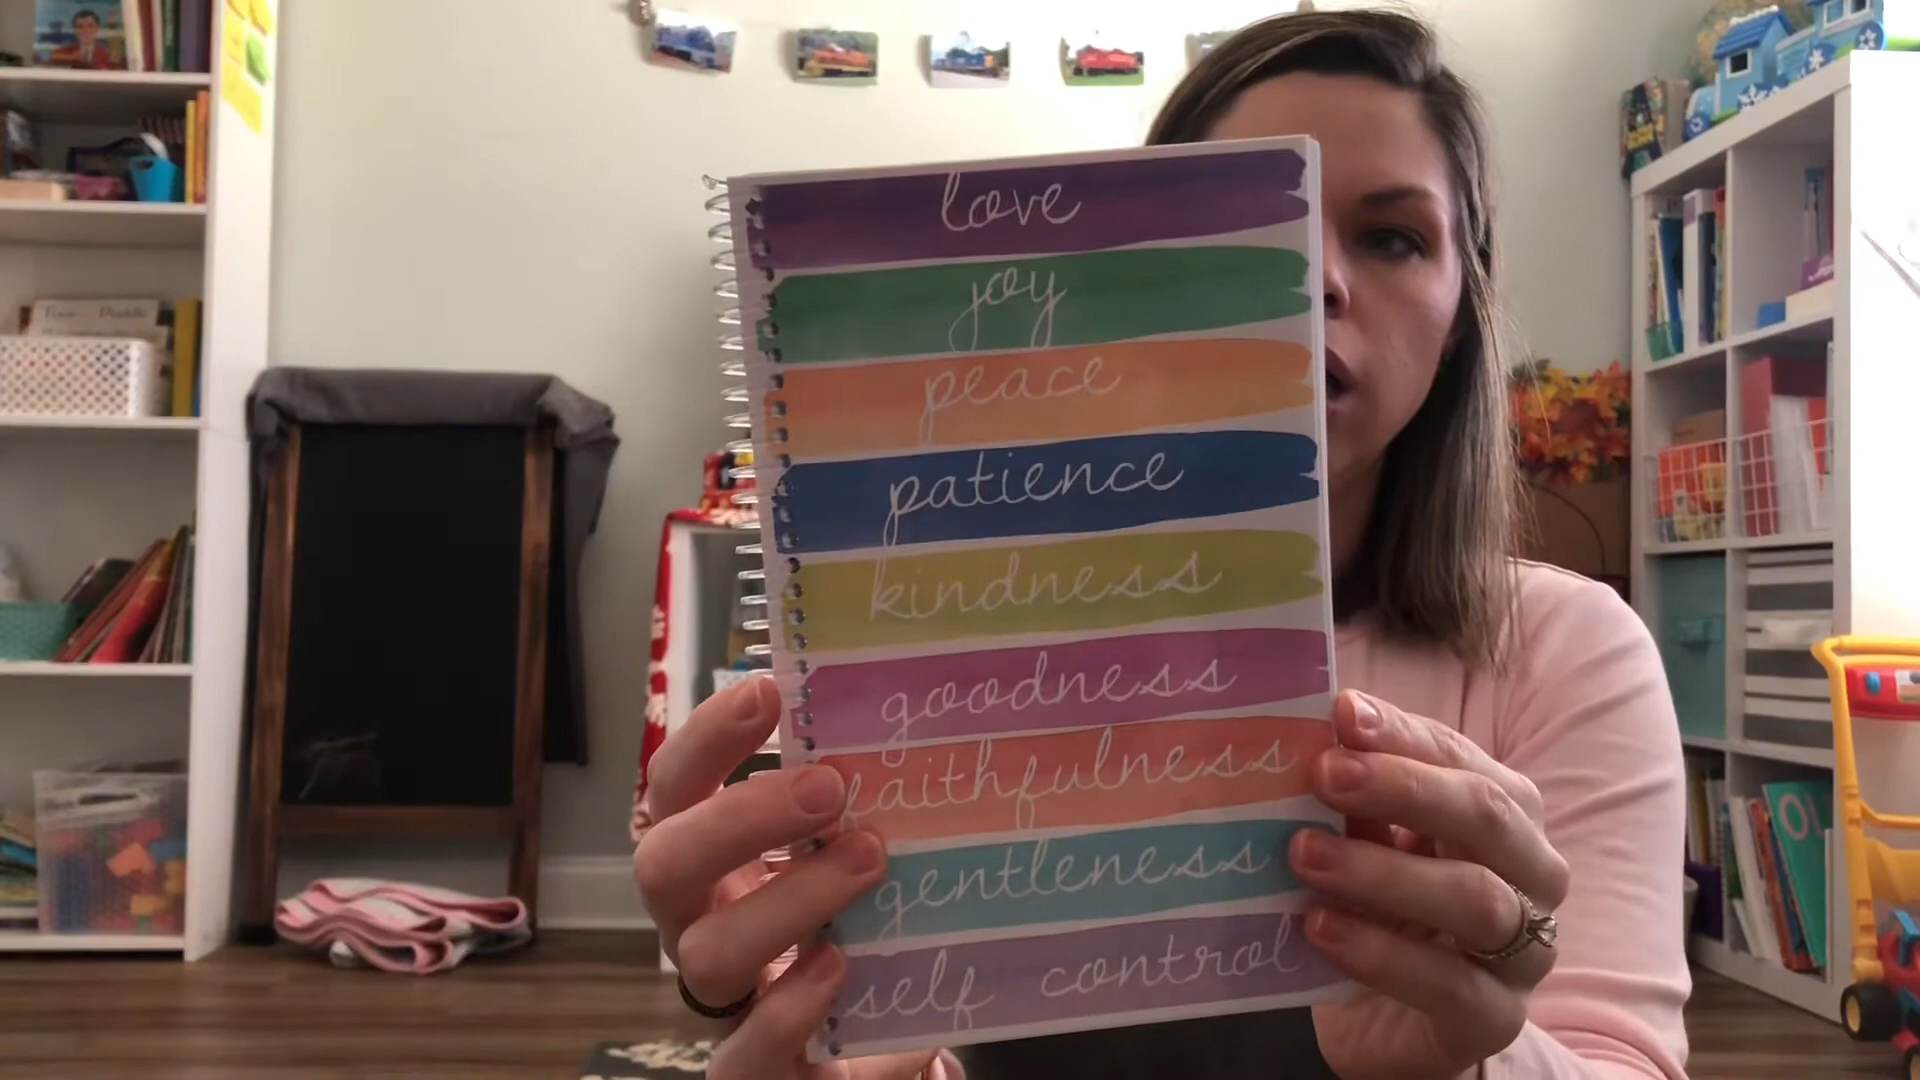 love
joy
peace
patience
kindness
goodness
faithfulness
gentleness
self control